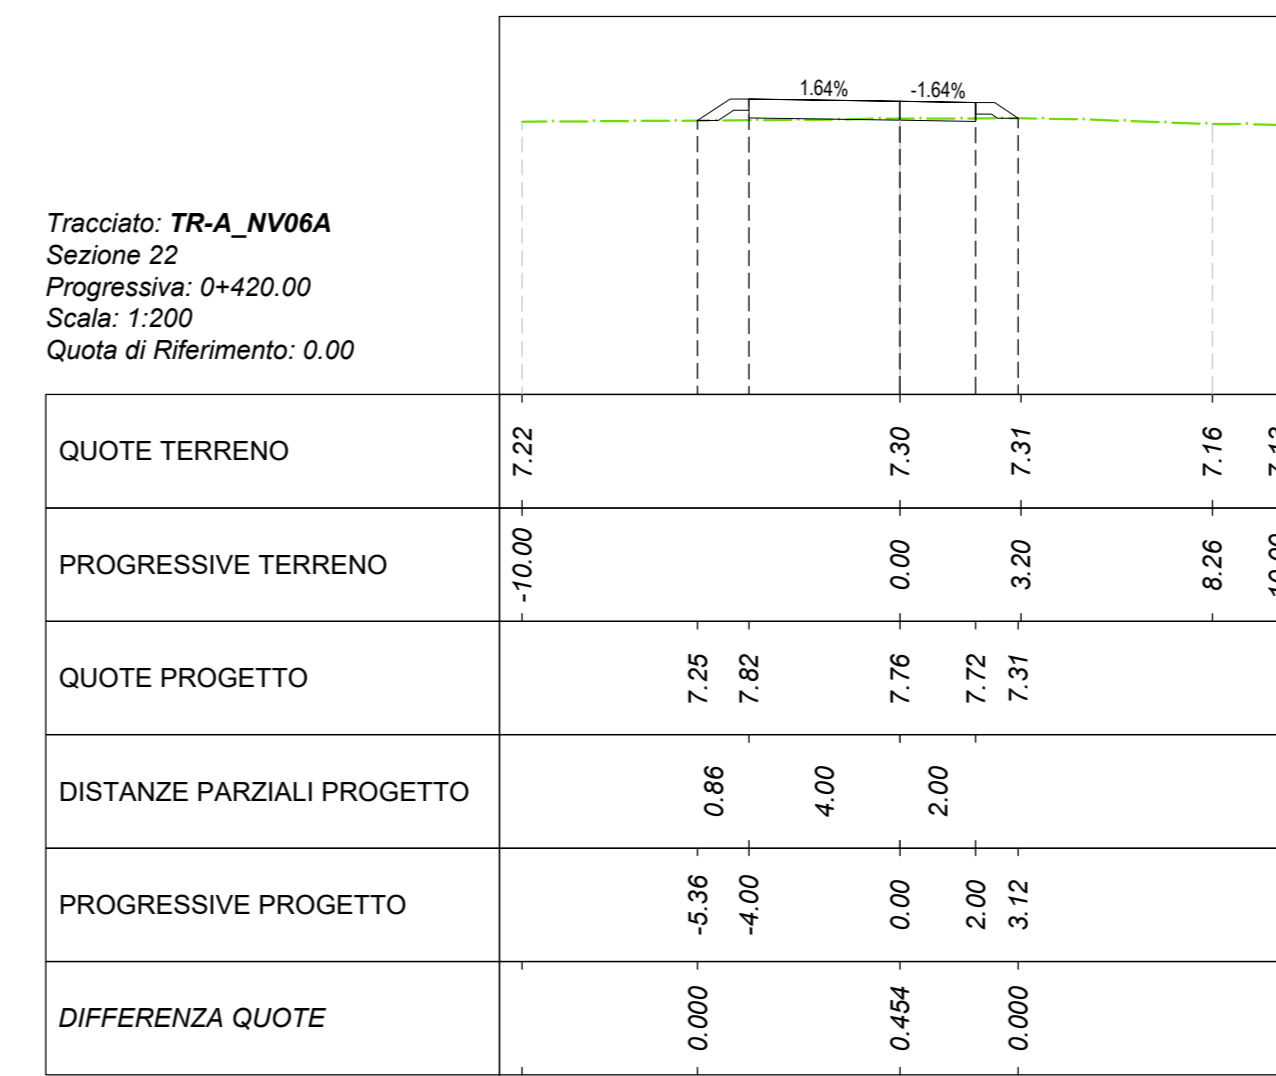 1.64% -1.64%
Tracciato: TR-A_NV06A
Sezione 22
Progressiva: 0+420.00
Scala: 1:200
Quota di Riferimento: 0.00
QUOTE TERRENO 7.22 7.30 7.31 7.16
PROGRESSIVE TERRENO -10.00 0.00 3.20 8.26
QUOTE PROGETTO 7.25 7.82 7.76 7.72 7.31
DISTANZE PARZIALI PROGETTO 0.86 4.00 2.00
PROGRESSIVE PROGETTO -5.36 -4.00 0.00 2.00 3.12
DIFFERENZA QUOTE 0.000 0.454 0.000